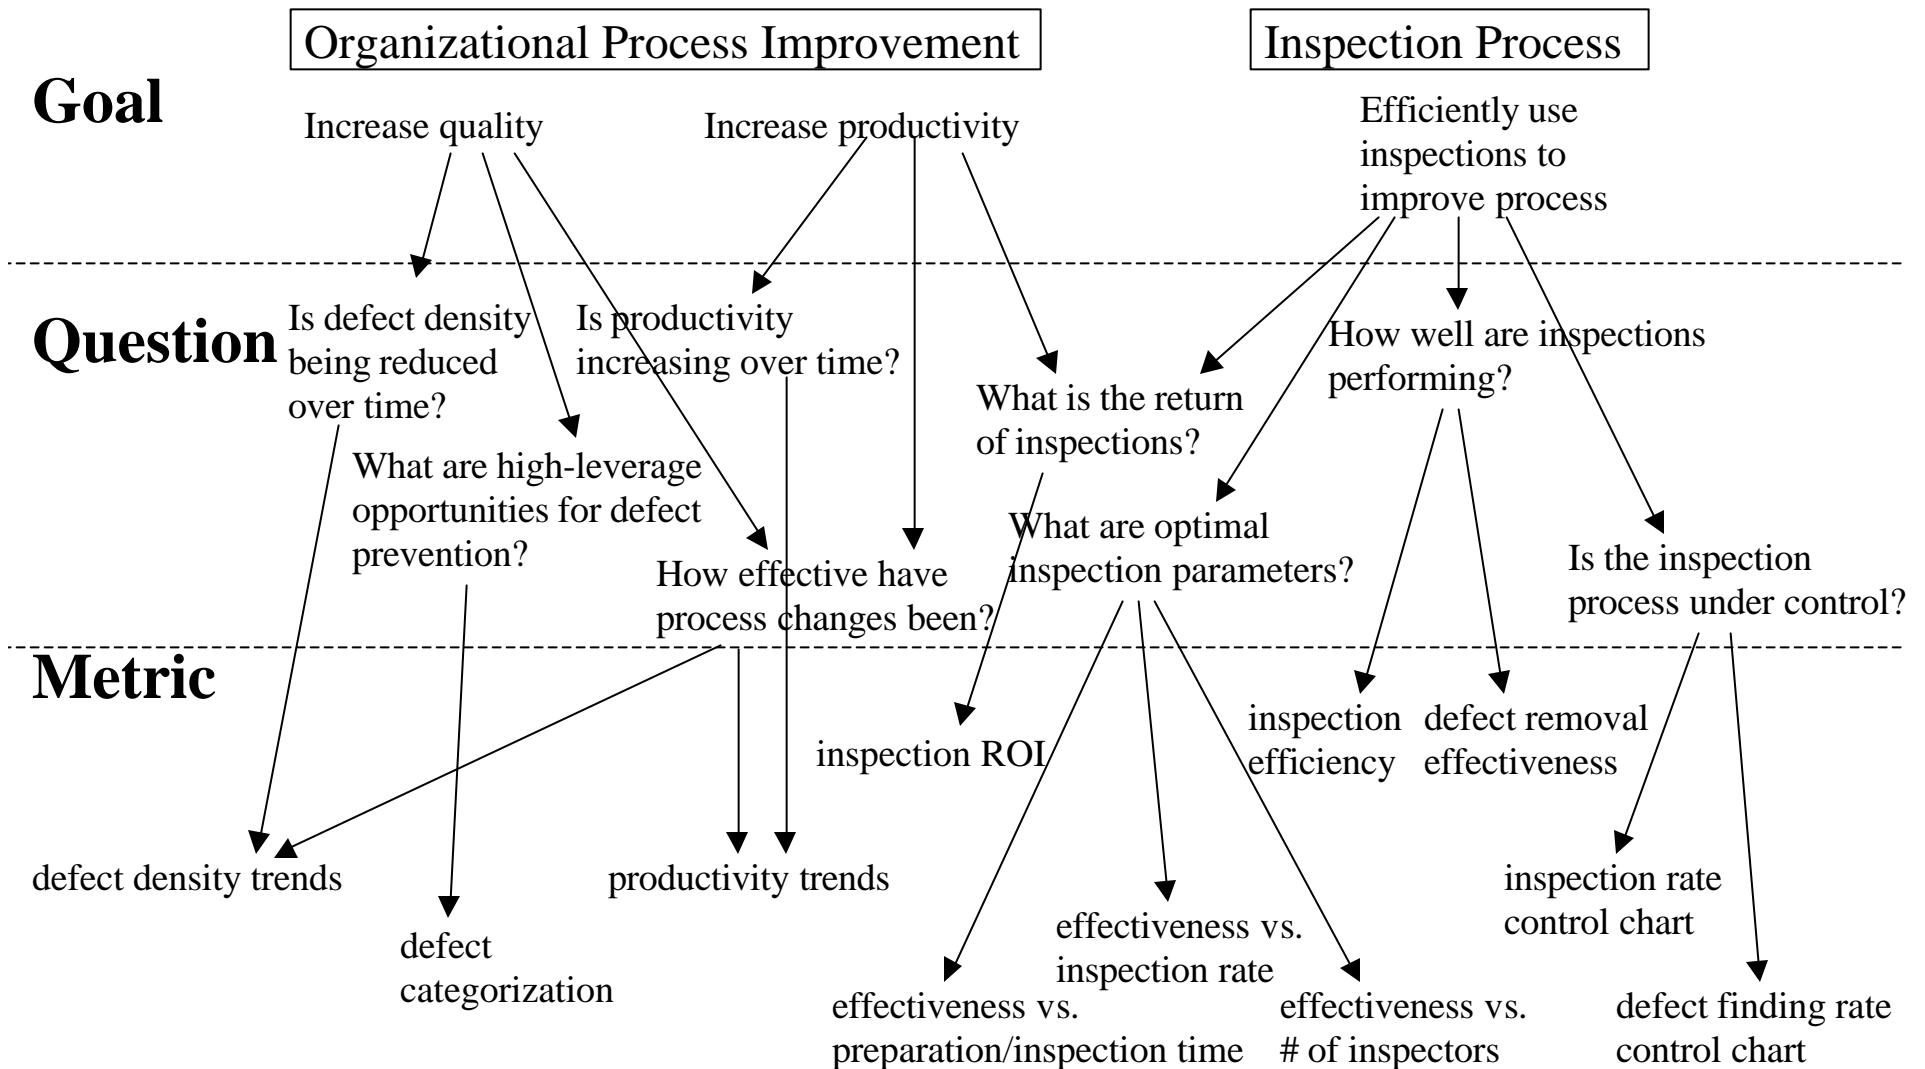 Organizational Process Improvement
Inspection Process
Goal
Increase quality
Increase productivity
Efficiently use
inspections to
improve process
Question
Is defect density
being reduced
over time?
Is productivity
increasing over time?
How well are inspections
performing?
What is the return
of inspections?
What are high-leverage
opportunities for defect
prevention?
What are optimal
inspection parameters?
How effective have
process changes been?
Is the inspection
process under control?
Metric
inspection ROI
inspection
efficiency
defect removal
effectiveness
defect density trends
productivity trends
inspection rate
control chart
defect
categorization
effectiveness vs.
inspection rate
effectiveness vs.
preparation/inspection time
effectiveness vs.
# of inspectors
defect finding rate
control chart